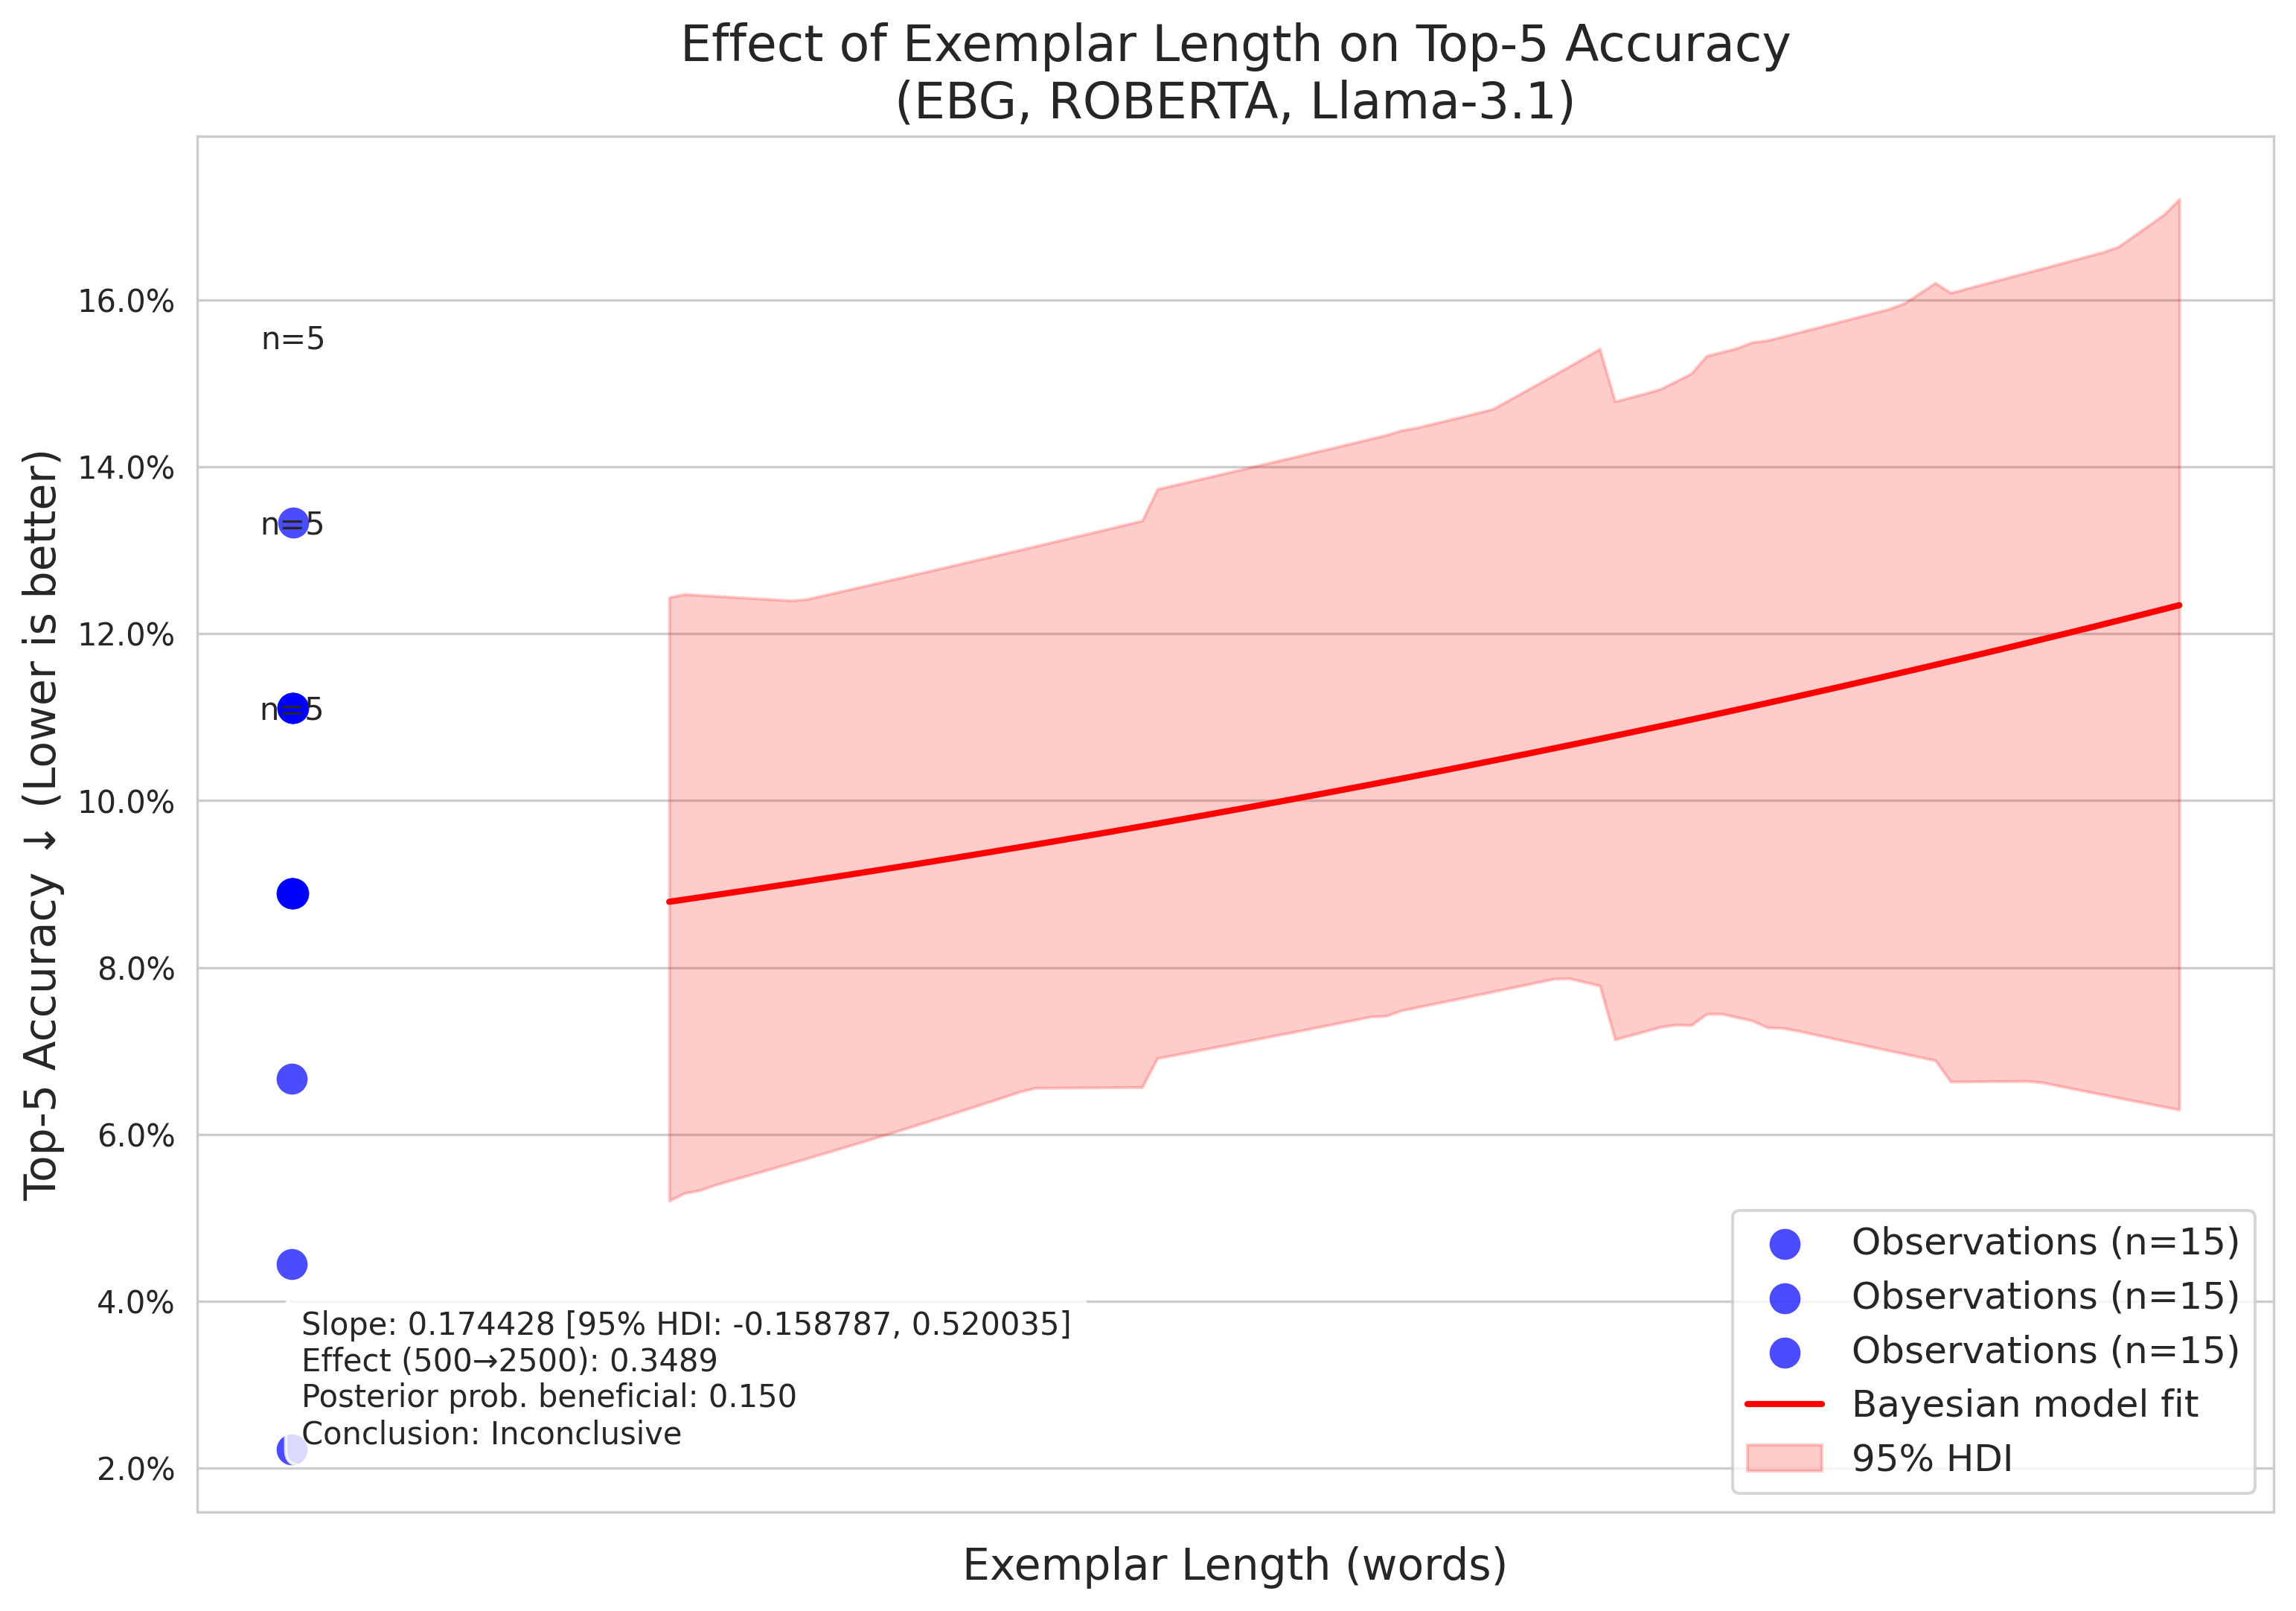 Effect of Exemplar Length on Top-5 Accuracy
(EBG, ROBERTA, Llama-3.1)
Top-5 Accuracy ↓ (Lower is better)
16.0%
14.0%
12.0%
10.0%
8.0%
6.0%
4.0%
2.0%
n=5
n=5
n=5
Slope: 0.174428 [95% HDI: -0.158787, 0.520035]
Effect (500→2500): 0.3489
Posterior prob. beneficial: 0.150
Conclusion: Inconclusive
Observations (n=15)
Observations (n=15)
Observations (n=15)
Bayesian model fit
95% HDI
Exemplar Length (words)